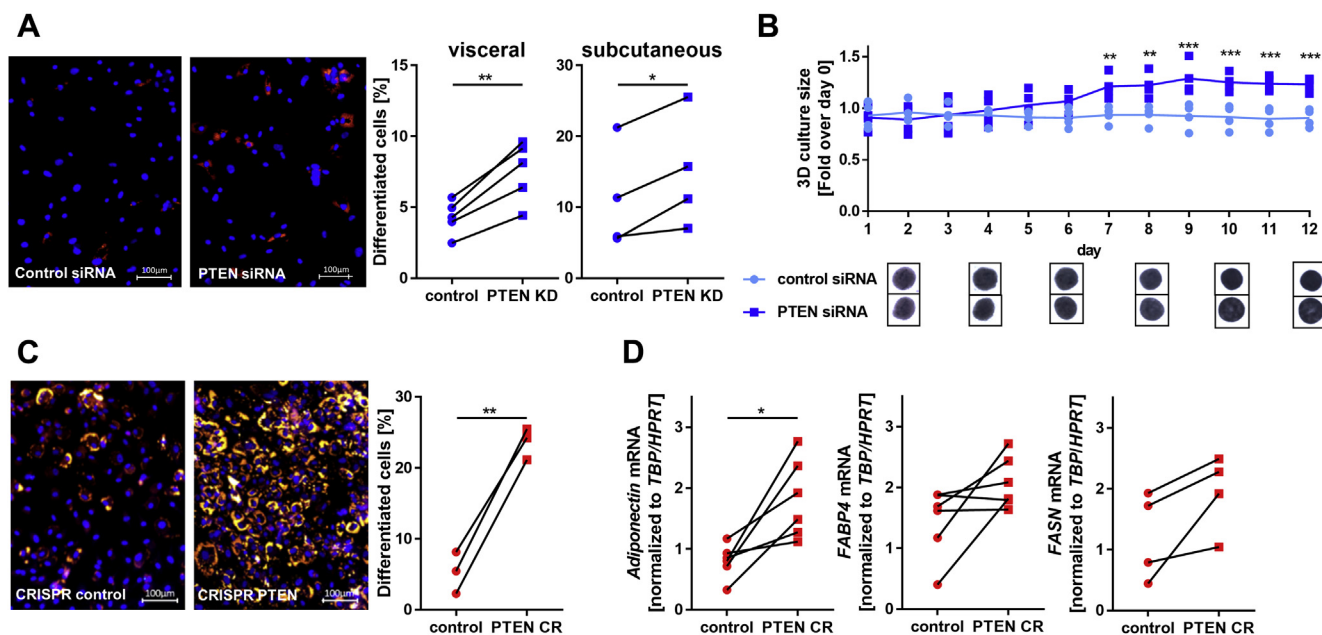 A
Control siRNA
100µm
PTEN siRNA
100µm
Differentiated cells [%]
visceral
**
15
10
5
0
control PTEN KD
subcutaneous
*
30
20
10
0
control PTEN KD
B
3D culture size
[Fold over day 0]
1.5
1.0
0.5
0.0
** ** *** *** *** ***
1 2 3 4 5 6 7 8 9 10 11 12
day
control siRNA
PTEN siRNA
C
CRISPR control
100µm
CRISPR PTEN
100µm
Differentiated cells [%]
**
30
20
10
0
control PTEN CR
D
Adiponectin mRNA
[normalized to TBP/HPRT]
*
3
2
1
0
control PTEN CR
FABP4 mRNA
[normalized to TBP/HPRT]
3
2
1
0
control PTEN CR
FASN mRNA
[normalized to TBP/HPRT]
3
2
1
0
control PTEN CR